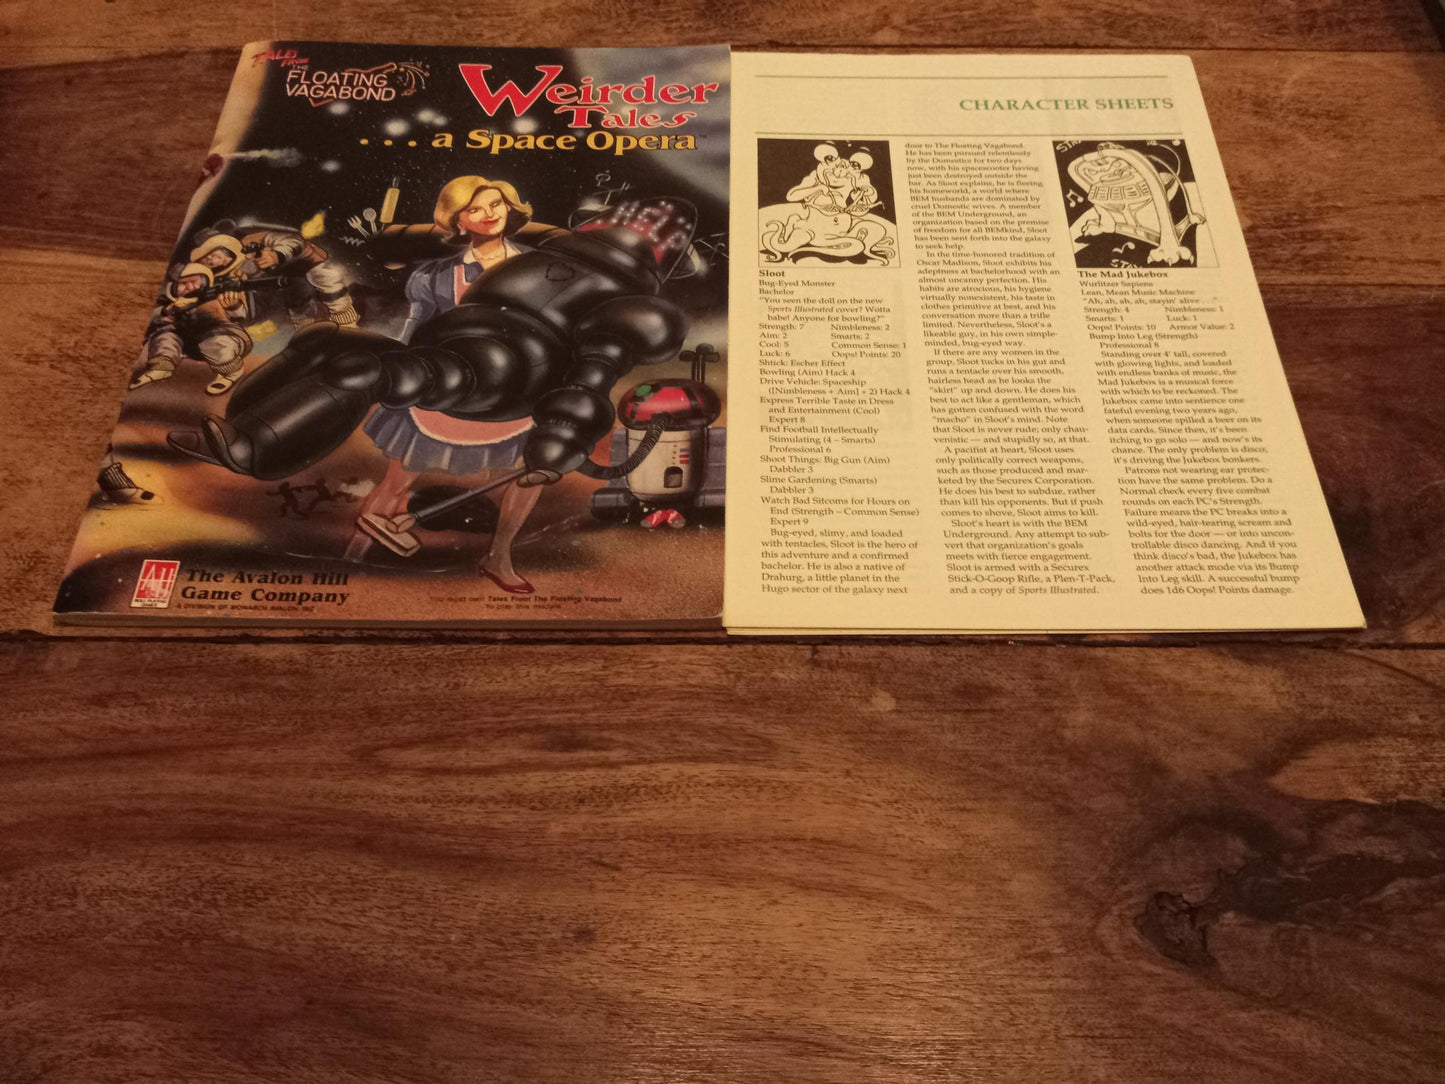 TALES
FROM
THE
FLOATING
VAGABOND
Weirder
Tales
. . . a Space Opera™
HELP
AH
The Avalon Hill
Game Company
A DIVISION OF MONARCH AVALON, INC.
You must own Tales From The Floating Vagabond
to play this module
CHARACTER SHEETS
Sloot
Bug-Eyed Monster
Bachelor
"You seen the doll on the new
Sports Illustrated cover? Wotta
babe! Anyone for bowling?"
Strength: 7 Nimbleness: 2
Aim: 2 Smarts: 2
Cool: 5 Common Sense: 1
Luck: 6 Oops! Points: 20
Shtick: Escher Effect
Bowling (Aim) Hack 4
Drive Vehicle: Spaceship
([Nimbleness + Aim] ÷ 2) Hack 4
Express Terrible Taste in Dress
and Entertainment (Cool)
Expert 8
Find Football Intellectually
Stimulating (4 – Smarts)
Professional 6
Shoot Things: Big Gun (Aim)
Dabbler 3
Slime Gardening (Smarts)
Dabbler 3
Watch Bad Sitcoms for Hours on
End (Strength – Common Sense)
Expert 9
Bug-eyed, slimy, and loaded
with tentacles, Sloot is the hero of
this adventure and a confirmed
bachelor. He is also a native of
Drahurg, a little planet in the
Hugo sector of the galaxy next
door to The Floating Vagabond.
He has been pursued relentlessly
by the Domestics for two days
now, with his spacescooter having
just been destroyed outside the
bar. As Sloot explains, he is fleeing
his homeworld, a world where
BEM husbands are dominated by
cruel Domestic wives. A member
of the BEM Underground, an
organization based on the premise
of freedom for all BEMkind, Sloot
has been sent forth into the galaxy
to seek help.
In the time-honored tradition of
Oscar Madison, Sloot exhibits his
adeptness at bachelorhood with an
almost uncanny perfection. His
habits are atrocious, his hygiene
virtually nonexistent, his taste in
clothes primitive at best, and his
conversation more than a trifle
limited. Nevertheless, Sloot's a
likeable guy, in his own simple-
minded, bug-eyed way.
If there are any women in the
group, Sloot tucks in his gut and
runs a tentacle over his smooth,
hairless head as he looks the
"skirt" up and down. He does his
best to act like a gentleman, which
has gotten confused with the word
"macho" in Sloot's mind. Note
that Sloot is never rude; only chau-
venistic — and stupidly so, at that.
A pacifist at heart, Sloot uses
only politically correct weapons,
such as those produced and mar-
keted by the Securex Corporation.
He does his best to subdue, rather
than kill his opponents. But if push
comes to shove, Sloot aims to kill.
Sloot's heart is with the BEM
Underground. Any attempt to sub-
vert that organization's goals
meets with fierce engagement.
Sloot is armed with a Securex
Stick-O-Goop Rifle, a Plen-T-Pack,
and a copy of Sports Illustrated.
STAY
STAY
The Mad Jukebox
Wurlitzer Sapiens
Lean, Mean Music Machine
"Ah, ah, ah, ah, stayin' alive . . ."
Strength: 4 Nimbleness: 1
Smarts: 1 Luck: 1
Oops! Points: 10 Armor Value: 2
Bump Into Leg (Strength)
Professional 8
Standing over 4' tall, covered
with glowing lights, and loaded
with endless banks of music, the
Mad Jukebox is a musical force
with which to be reckoned. The
Jukebox came into sentience one
fateful evening two years ago,
when someone spilled a beer on its
data cards. Since then, it's been
itching to go solo — and now's its
chance. The only problem is disco;
it's driving the Jukebox bonkers.
Patrons not wearing ear protec-
tion have the same problem. Do a
Normal check every five combat
rounds on each PC's Strength.
Failure means the PC breaks into a
wild-eyed, hair-tearing scream and
bolts for the door — or into uncon-
trollable disco dancing. And if you
think disco's bad, the Jukebox has
another attack mode via its Bump
Into Leg skill. A successful bump
does 1d6 Oops! Points damage.